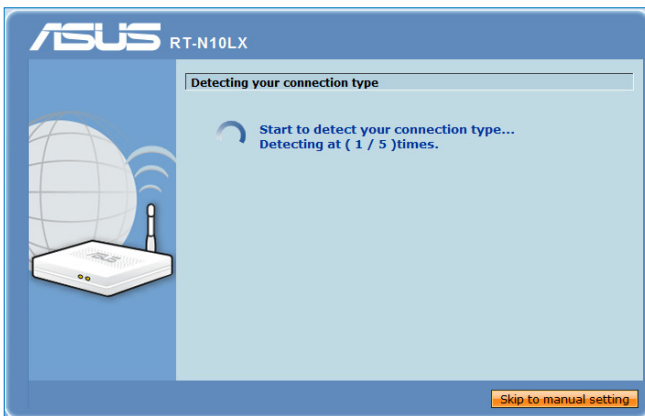 ASUS RT-N10LX
Detecting your connection type
Start to detect your connection type...
Detecting at ( 1 / 5 )times.
ASUS
Skip to manual setting